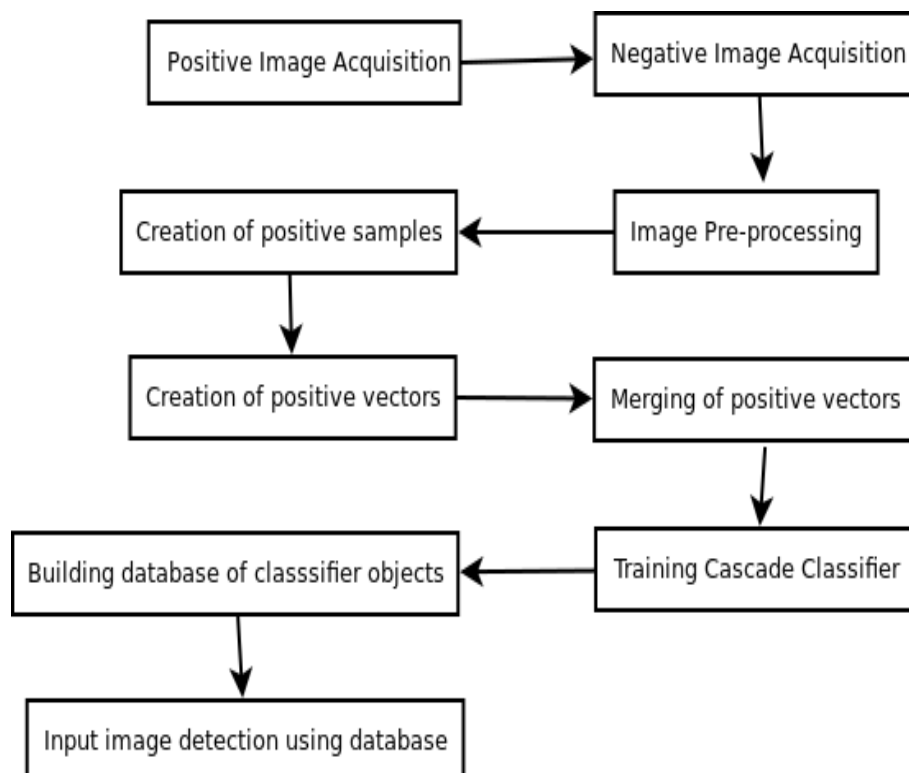 Positive Image Acquisition
Negative Image Acquisition
Image Pre-processing
Creation of positive samples
Creation of positive vectors
Merging of positive vectors
Training Cascade Classifier
Building database of classsifier objects
Input image detection using database